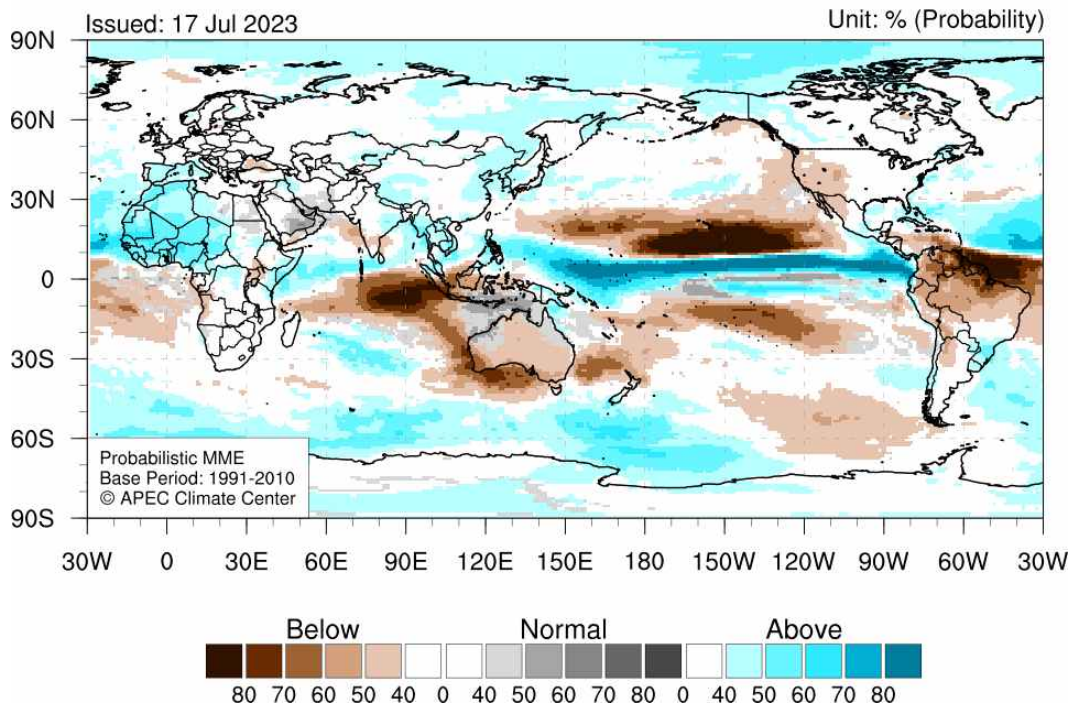 Issued: 17 Jul 2023
Unit: % (Probability)
90N
60N
30N
0
30S
60S
90S
Probabilistic MME
Base Period: 1991-2010
© APEC Climate Center
30W 0 30E 60E 90E 120E 150E 180 150W 120W 90W 60W 30W
Below Normal Above
80 70 60 50 40 0 40 50 60 70 80 0 40 50 60 70 80